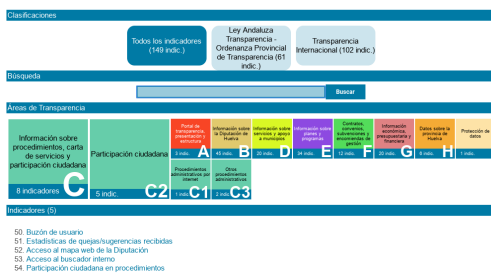 Clasificaciones
Todos los indicadores
(149 indic.)
Ley Andaluza
Transparencia -
Ordenanza Provincial
de Transparencia (61
indic.)
Transparencia
Internacional (102 indic.)
Búsqueda
Buscar
Áreas de Transparencia
Información sobre
procedimientos, carta
de servicios y
participación ciudadana
8 indicadores
C
Participación ciudadana
5 indic.
C2
Portal de
transparencia,
presentación y
estructura
5 indic.
A
Información sobre
la Diputación de
Huelva
45 indic.
B
Información sobre
servicios y apoyo
a municipios
20 indic.
D
Información sobre
planes y
programas
34 indic.
E
Contratos,
convenios,
subvenciones y
encomiendas de
gestión
12 indic.
F
Información
económica,
presupuestaria y
financiera
20 indic.
G
Datos sobre la
provincia de
Huelva
6 indic.
H
Protección de
datos
1 indic.
Procedimientos
administrativos por
internet
1 indic.
C1
Otros
procedimientos
administrativos
2 indic.
C3
Indicadores (5)
50. Buzón de usuario
51. Estadísticas de quejas/sugerencias recibidas
52. Acceso al mapa web de la Diputación
53. Acceso al buscador interno
54. Participación ciudadana en procedimientos